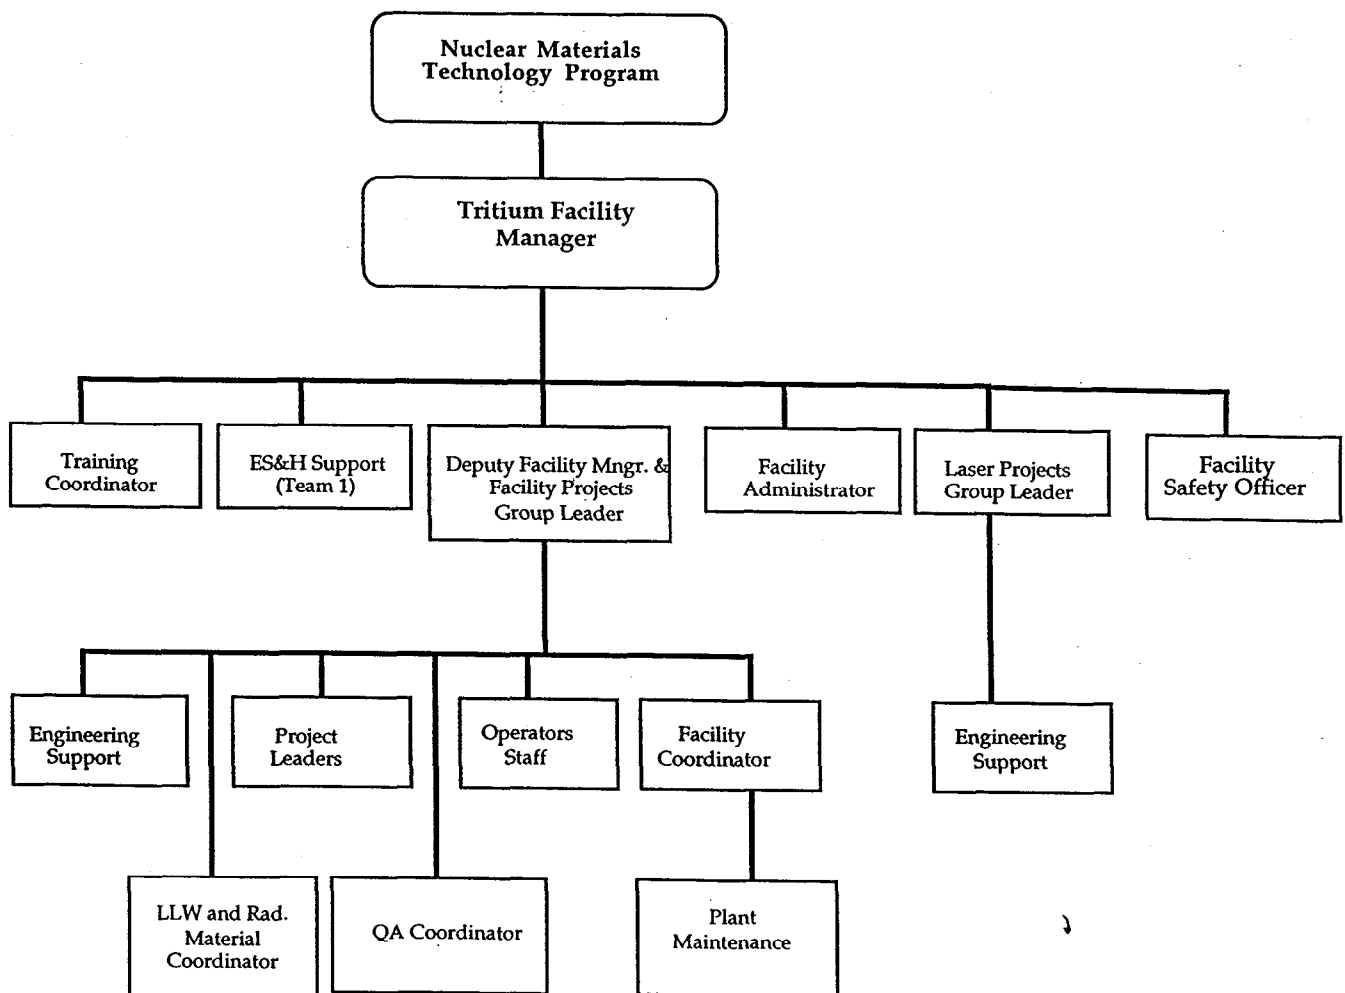 Nuclear Materials
Technology Program
Tritium Facility
Manager
Training
Coordinator
ES&H Support
(Team 1)
Deputy Facility Mngr. &
Facility Projects
Group Leader
Facility
Administrator
Laser Projects
Group Leader
Facility
Safety Officer
Engineering
Support
Project
Leaders
Operators
Staff
Facility
Coordinator
Engineering
Support
LLW and Rad.
Material
Coordinator
QA Coordinator
Plant
Maintenance